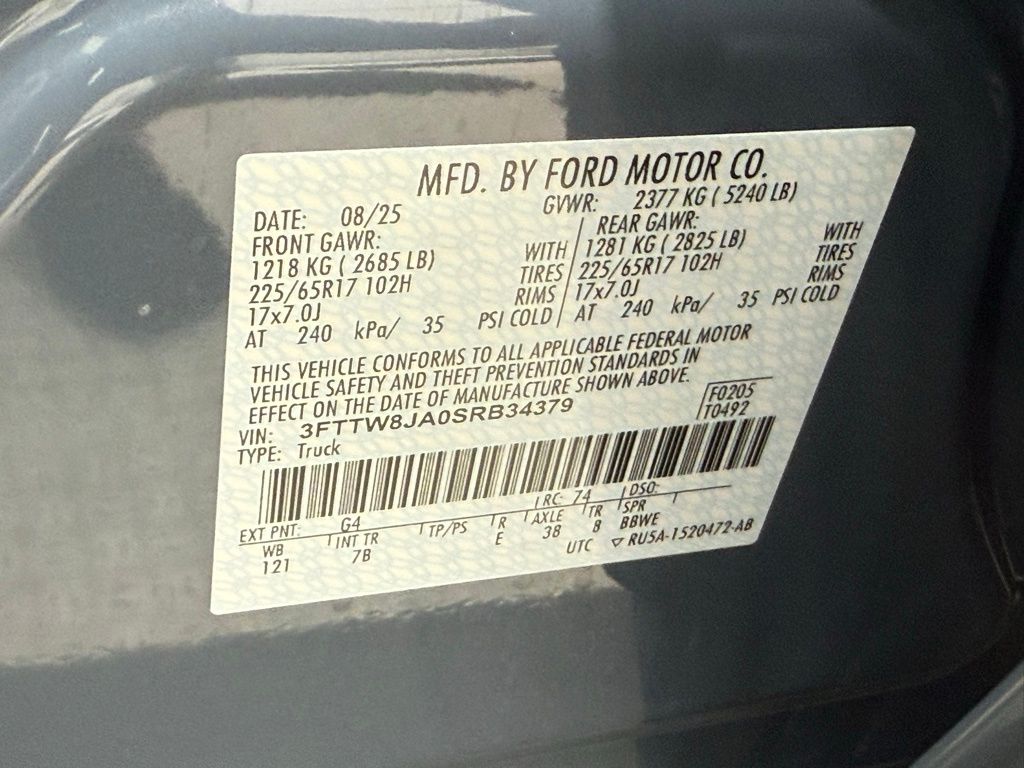 MFD. BY FORD MOTOR CO.
DATE: 08/25 GVWR: 2377 KG ( 5240 LB)
FRONT GAWR: REAR GAWR:
1218 KG ( 2685 LB) WITH 1281 KG ( 2825 LB) WITH
225/65R17 102H TIRES 225/65R17 102H TIRES
17x7.0J RIMS 17x7.0J RIMS
AT 240 kPa/ 35 PSI COLD AT 240 kPa/ 35 PSI COLD
THIS VEHICLE CONFORMS TO ALL APPLICABLE FEDERAL MOTOR
VEHICLE SAFETY AND THEFT PREVENTION STANDARDS IN
EFFECT ON THE DATE OF MANUFACTURE SHOWN ABOVE.
F0205
VIN: 3FTTW8JA0SRB34379 T0492
TYPE: Truck
EXT PNT: G4 RC: 74 DSO:
WB INT TR TP/PS R AXLE TR SPR
121 7B E 38 8 BBWE
UTC ▽ RU5A-1520472-AB